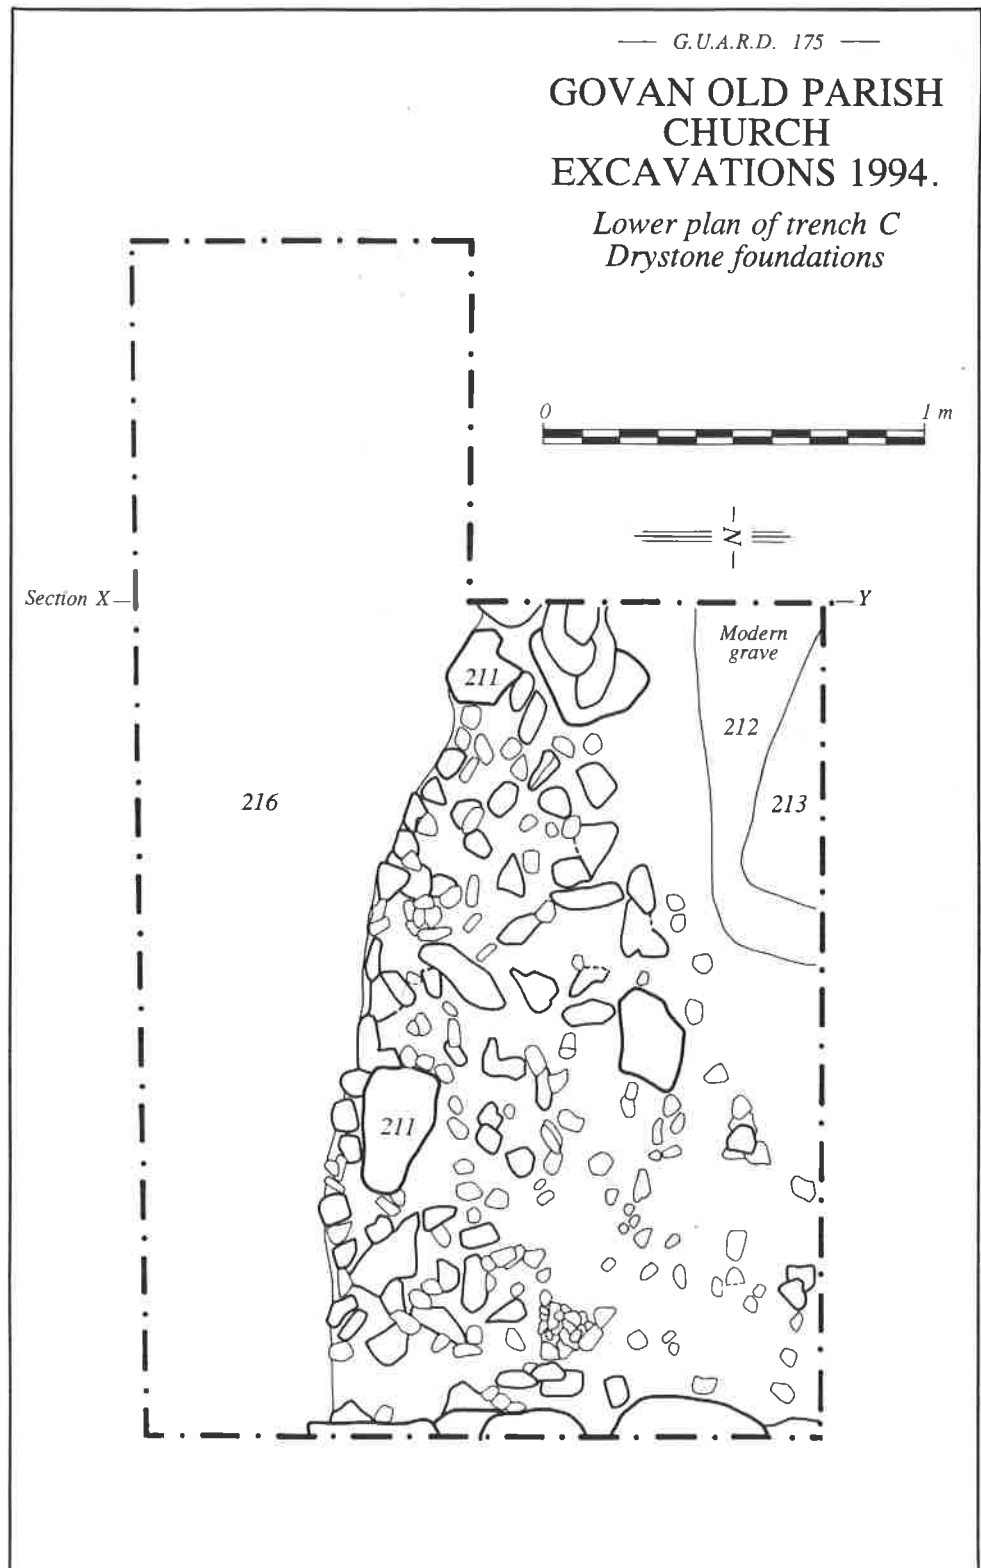 G.U.A.R.D. 175
GOVAN OLD PARISH
CHURCH
EXCAVATIONS 1994.
Lower plan of trench C
Drystone foundations
0 1 m
N
Section X Y
Modern
grave
211
212
216
213
211